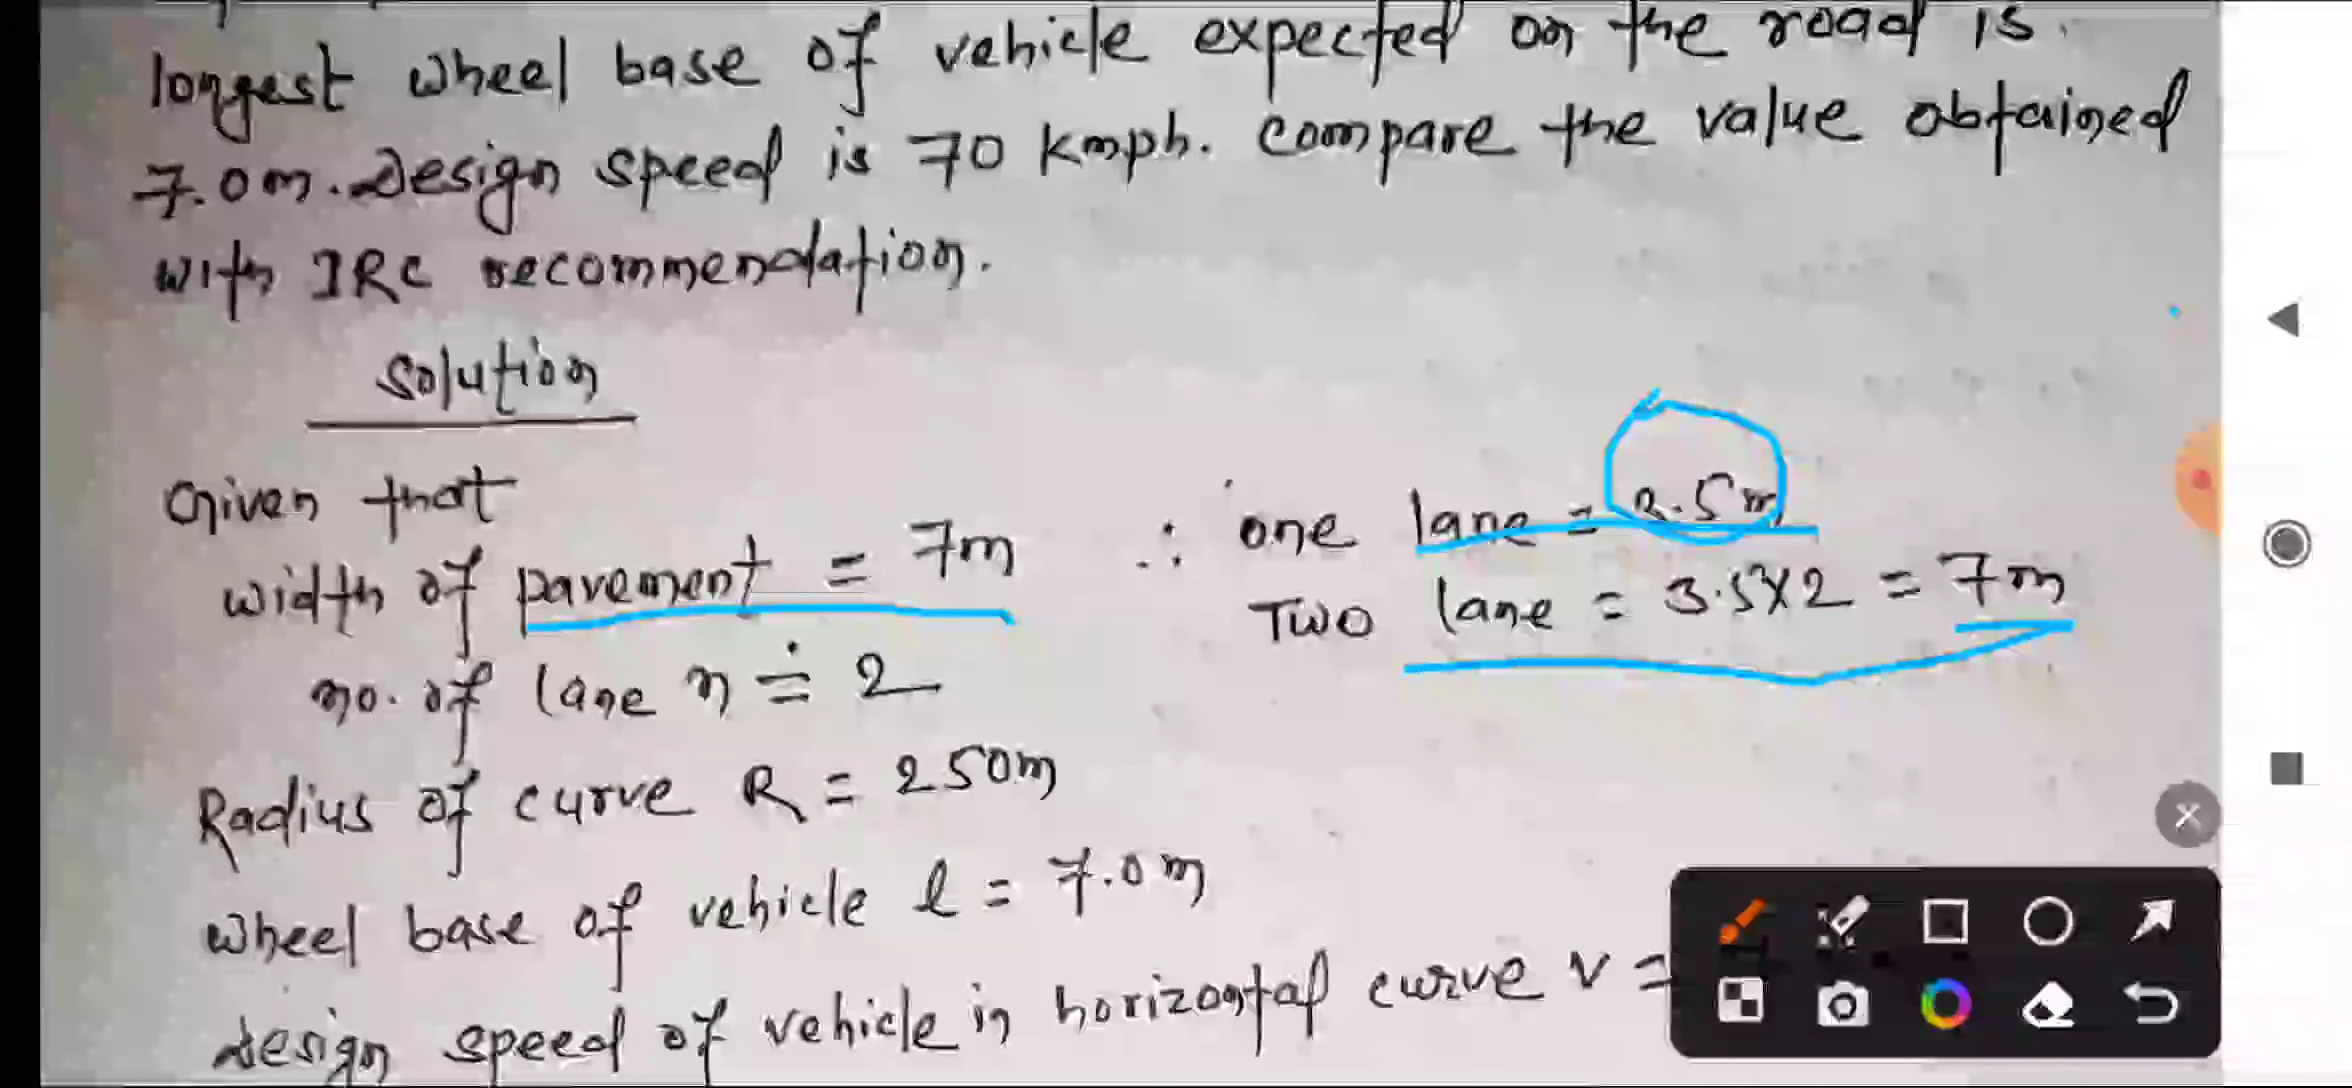 longest wheel base of vehicle expected on the road is.
7.0m. Design speed is 70 kmph. compare the value obtained
with IRC recommendation.
solution
Given that
width of pavement = 7m ∴ one lane = 3.5m
Two lane = 3.5x2 = 7m
no. of lane n = 2
Radius of curve R = 250m
wheel base of vehicle l = 7.0m
design speed of vehicle in horizontal curve v =